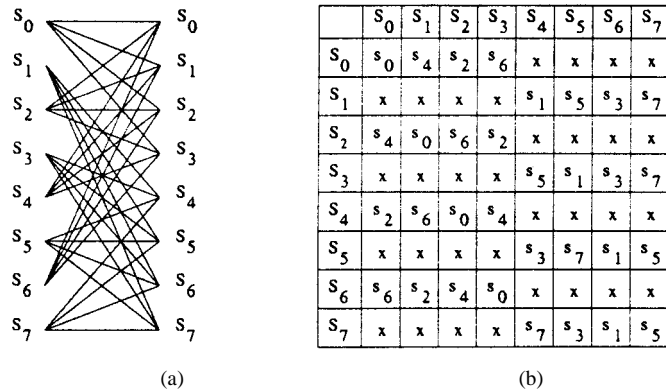 S0 S0
S1 S1
S2 S2
S3 S3
S4 S4
S5 S5
S6 S6
S7 S7
(a)
S0 S1 S2 S3 S4 S5 S6 S7
S0 s0 s4 s2 s6 x x x x
S1 x x x x s1 s5 s3 s7
S2 s4 s0 s6 s2 x x x x
S3 x x x x s5 s1 s3 s7
S4 s2 s6 s0 s4 x x x x
S5 x x x x s3 s7 s1 s5
S6 s6 s2 s4 s0 x x x x
S7 x x x x s7 s3 s1 s5
(b)